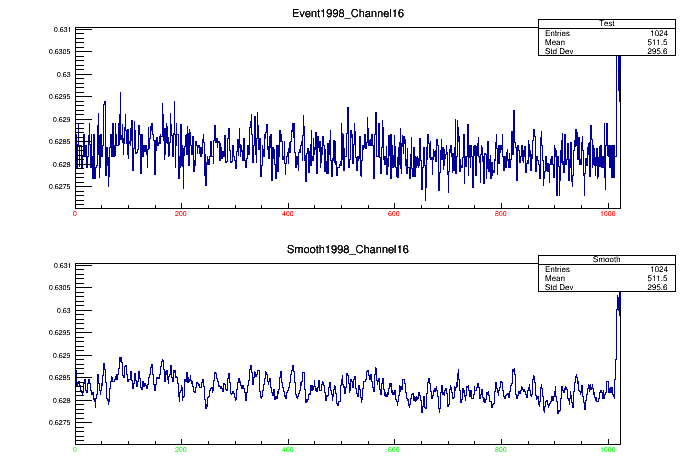 Event1998_Channel16
Test
Entries 1024
Mean 511.5
Std Dev 295.6
0.631
0.6305
0.63
0.6295
0.629
0.6285
0.628
0.6275
0 200 400 600 800 1000
Smooth1998_Channel16
Smooth
Entries 1024
Mean 511.5
Std Dev 295.6
0.631
0.6305
0.63
0.6295
0.629
0.6285
0.628
0.6275
0 200 400 600 800 1000